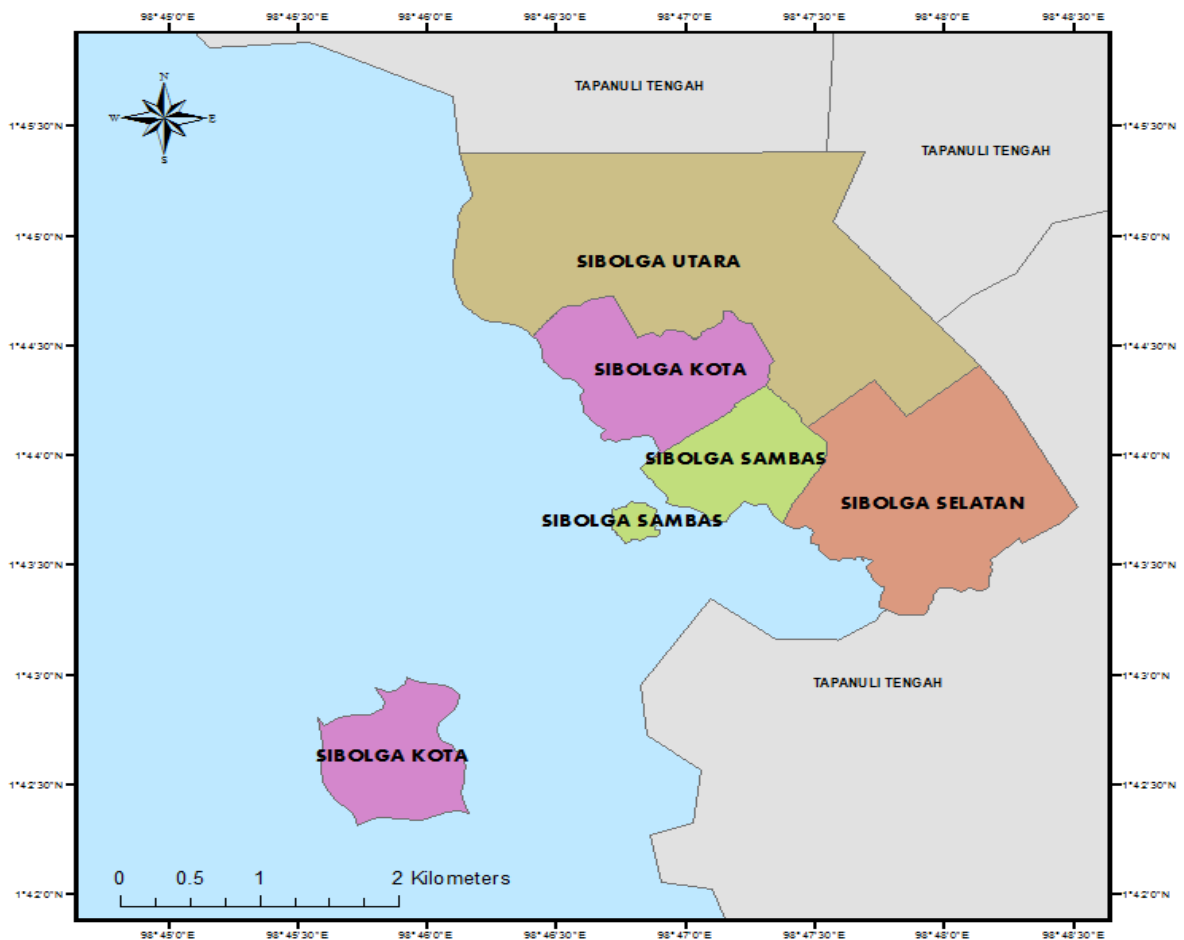 98°45'0"E 98°45'30"E 98°46'0"E 98°46'30"E 98°47'0"E 98°47'30"E 98°48'0"E 98°48'30"E
N
W E
S
TAPANULI TENGAH
1°45'30"N 1°45'30"N
TAPANULI TENGAH
1°45'0"N 1°45'0"N
SIBOLGA UTARA
1°44'30"N 1°44'30"N
SIBOLGA KOTA
1°44'0"N 1°44'0"N
SIBOLGA SAMBAS
SIBOLGA SELATAN
SIBOLGA SAMBAS
1°43'30"N 1°43'30"N
1°43'0"N 1°43'0"N
TAPANULI TENGAH
SIBOLGA KOTA
1°42'30"N 1°42'30"N
0 0.5 1 2 Kilometers
1°42'0"N 1°42'0"N
98°45'0"E 98°45'30"E 98°46'0"E 98°46'30"E 98°47'0"E 98°47'30"E 98°48'0"E 98°48'30"E